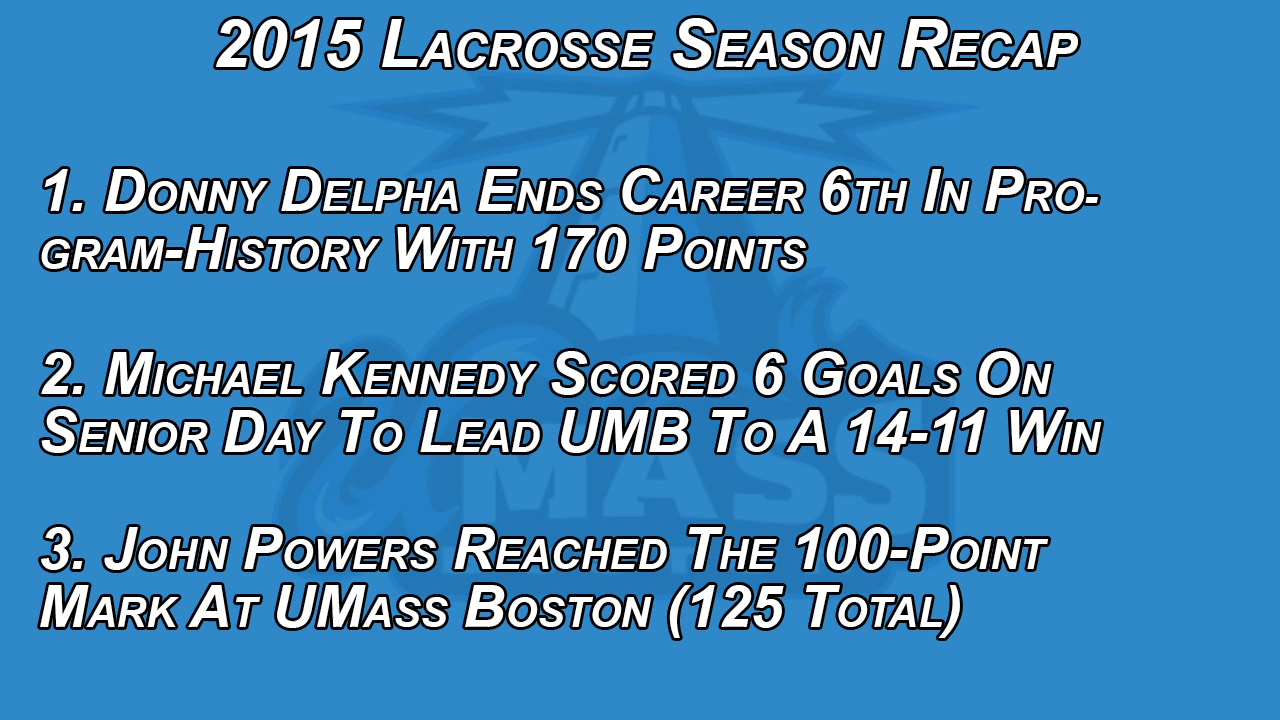 2015 Lacrosse Season Recap
1. Donny Delpha Ends Career 6th In Pro-
gram-History With 170 Points
2. Michael Kennedy Scored 6 Goals On
Senior Day To Lead UMB To A 14-11 Win
3. John Powers Reached The 100-Point
Mark At UMass Boston (125 Total)
MASS